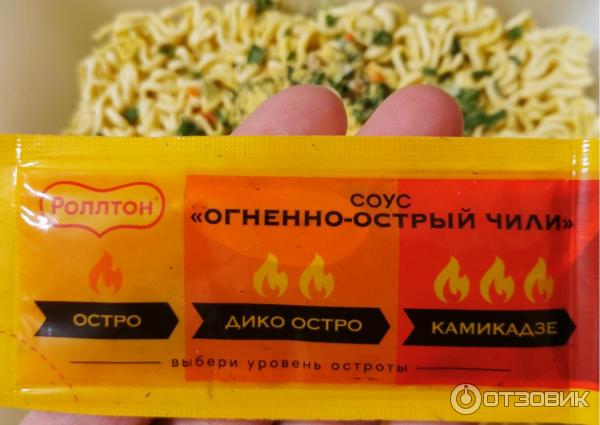 Роллтон
СОУС
«ОГНЕННО-ОСТРЫЙ ЧИЛИ»
ОСТРО
ДИКО ОСТРО
КАМИКАДЗЕ
выбери уровень остроты
ОТЗОВИК